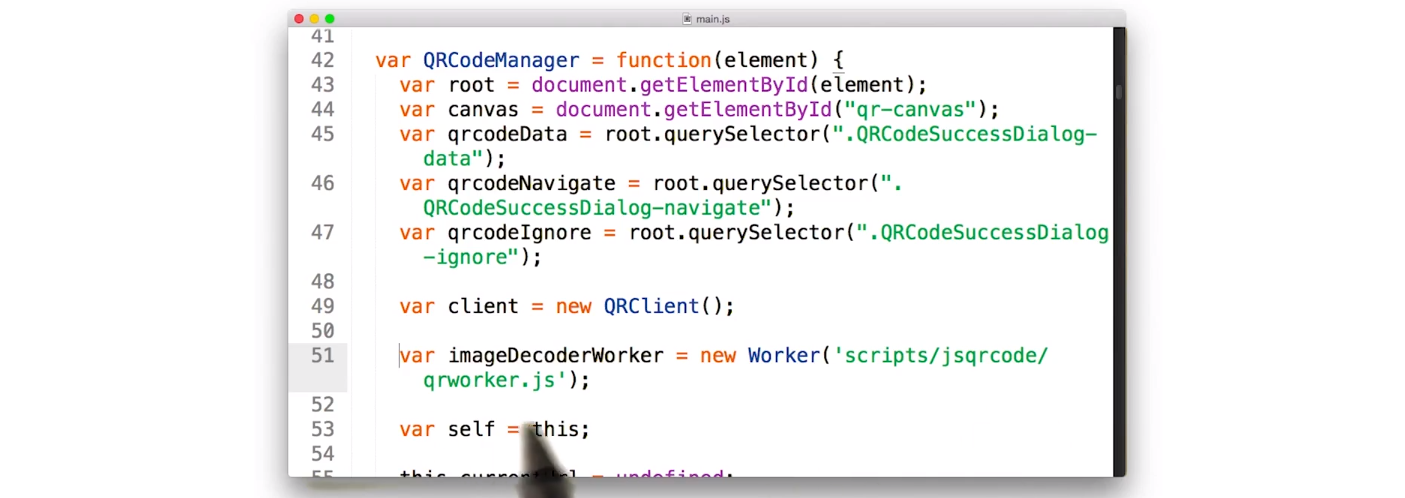 main.js
41
42 var QRCodeManager = function(element) {
43 var root = document.getElementById(element);
44 var canvas = document.getElementById("qr-canvas");
45 var qrcodeData = root.querySelector(".QRCodeSuccessDialog-
data");
46 var qrcodeNavigate = root.querySelector(".
QRCodeSuccessDialog-navigate");
47 var qrcodeIgnore = root.querySelector(".QRCodeSuccessDialog
-ignore");
48
49 var client = new QRClient();
50
51 var imageDecoderWorker = new Worker('scripts/jsqrcode/
qrworker.js');
52
53 var self = this;
54
55 = undefined;